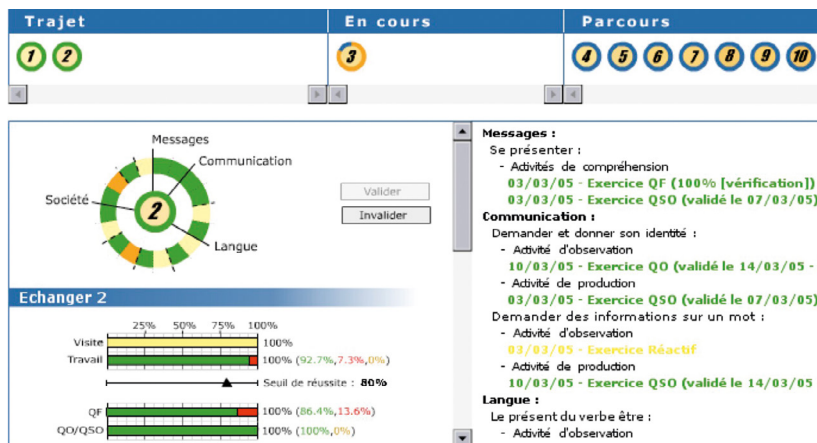 Trajet
En cours
Parcours
1 2
3
4 5 6 7 8 9 10
Messages
Communication
Société
2
Langue
Valider
Invalider
Echanger 2
25% 50% 75% 100%
Visite 100%
Travail 100% (92.7%,7.3%,0%)
Seuil de réussite : 80%
QF 100% (86.4%,13.6%)
QO/QSO 100% (100%,0%)
Messages :
Se présenter :
- Activités de compréhension
03/03/05 - Exercice QF (100% [vérification])
03/03/05 - Exercice QSO (validé le 07/03/05)
Communication :
Demander et donner son identité :
- Activité d'observation
10/03/05 - Exercice QO (validé le 14/03/05 -
- Activité de production
03/03/05 - Exercice QSO (validé le 07/03/05)
Demander des informations sur un mot :
- Activité d'observation
03/03/05 - Exercice Réactif
- Activité de production
10/03/05 - Exercice QSO (validé le 14/03/05
Langue :
Le présent du verbe être :
- Activité d'observation